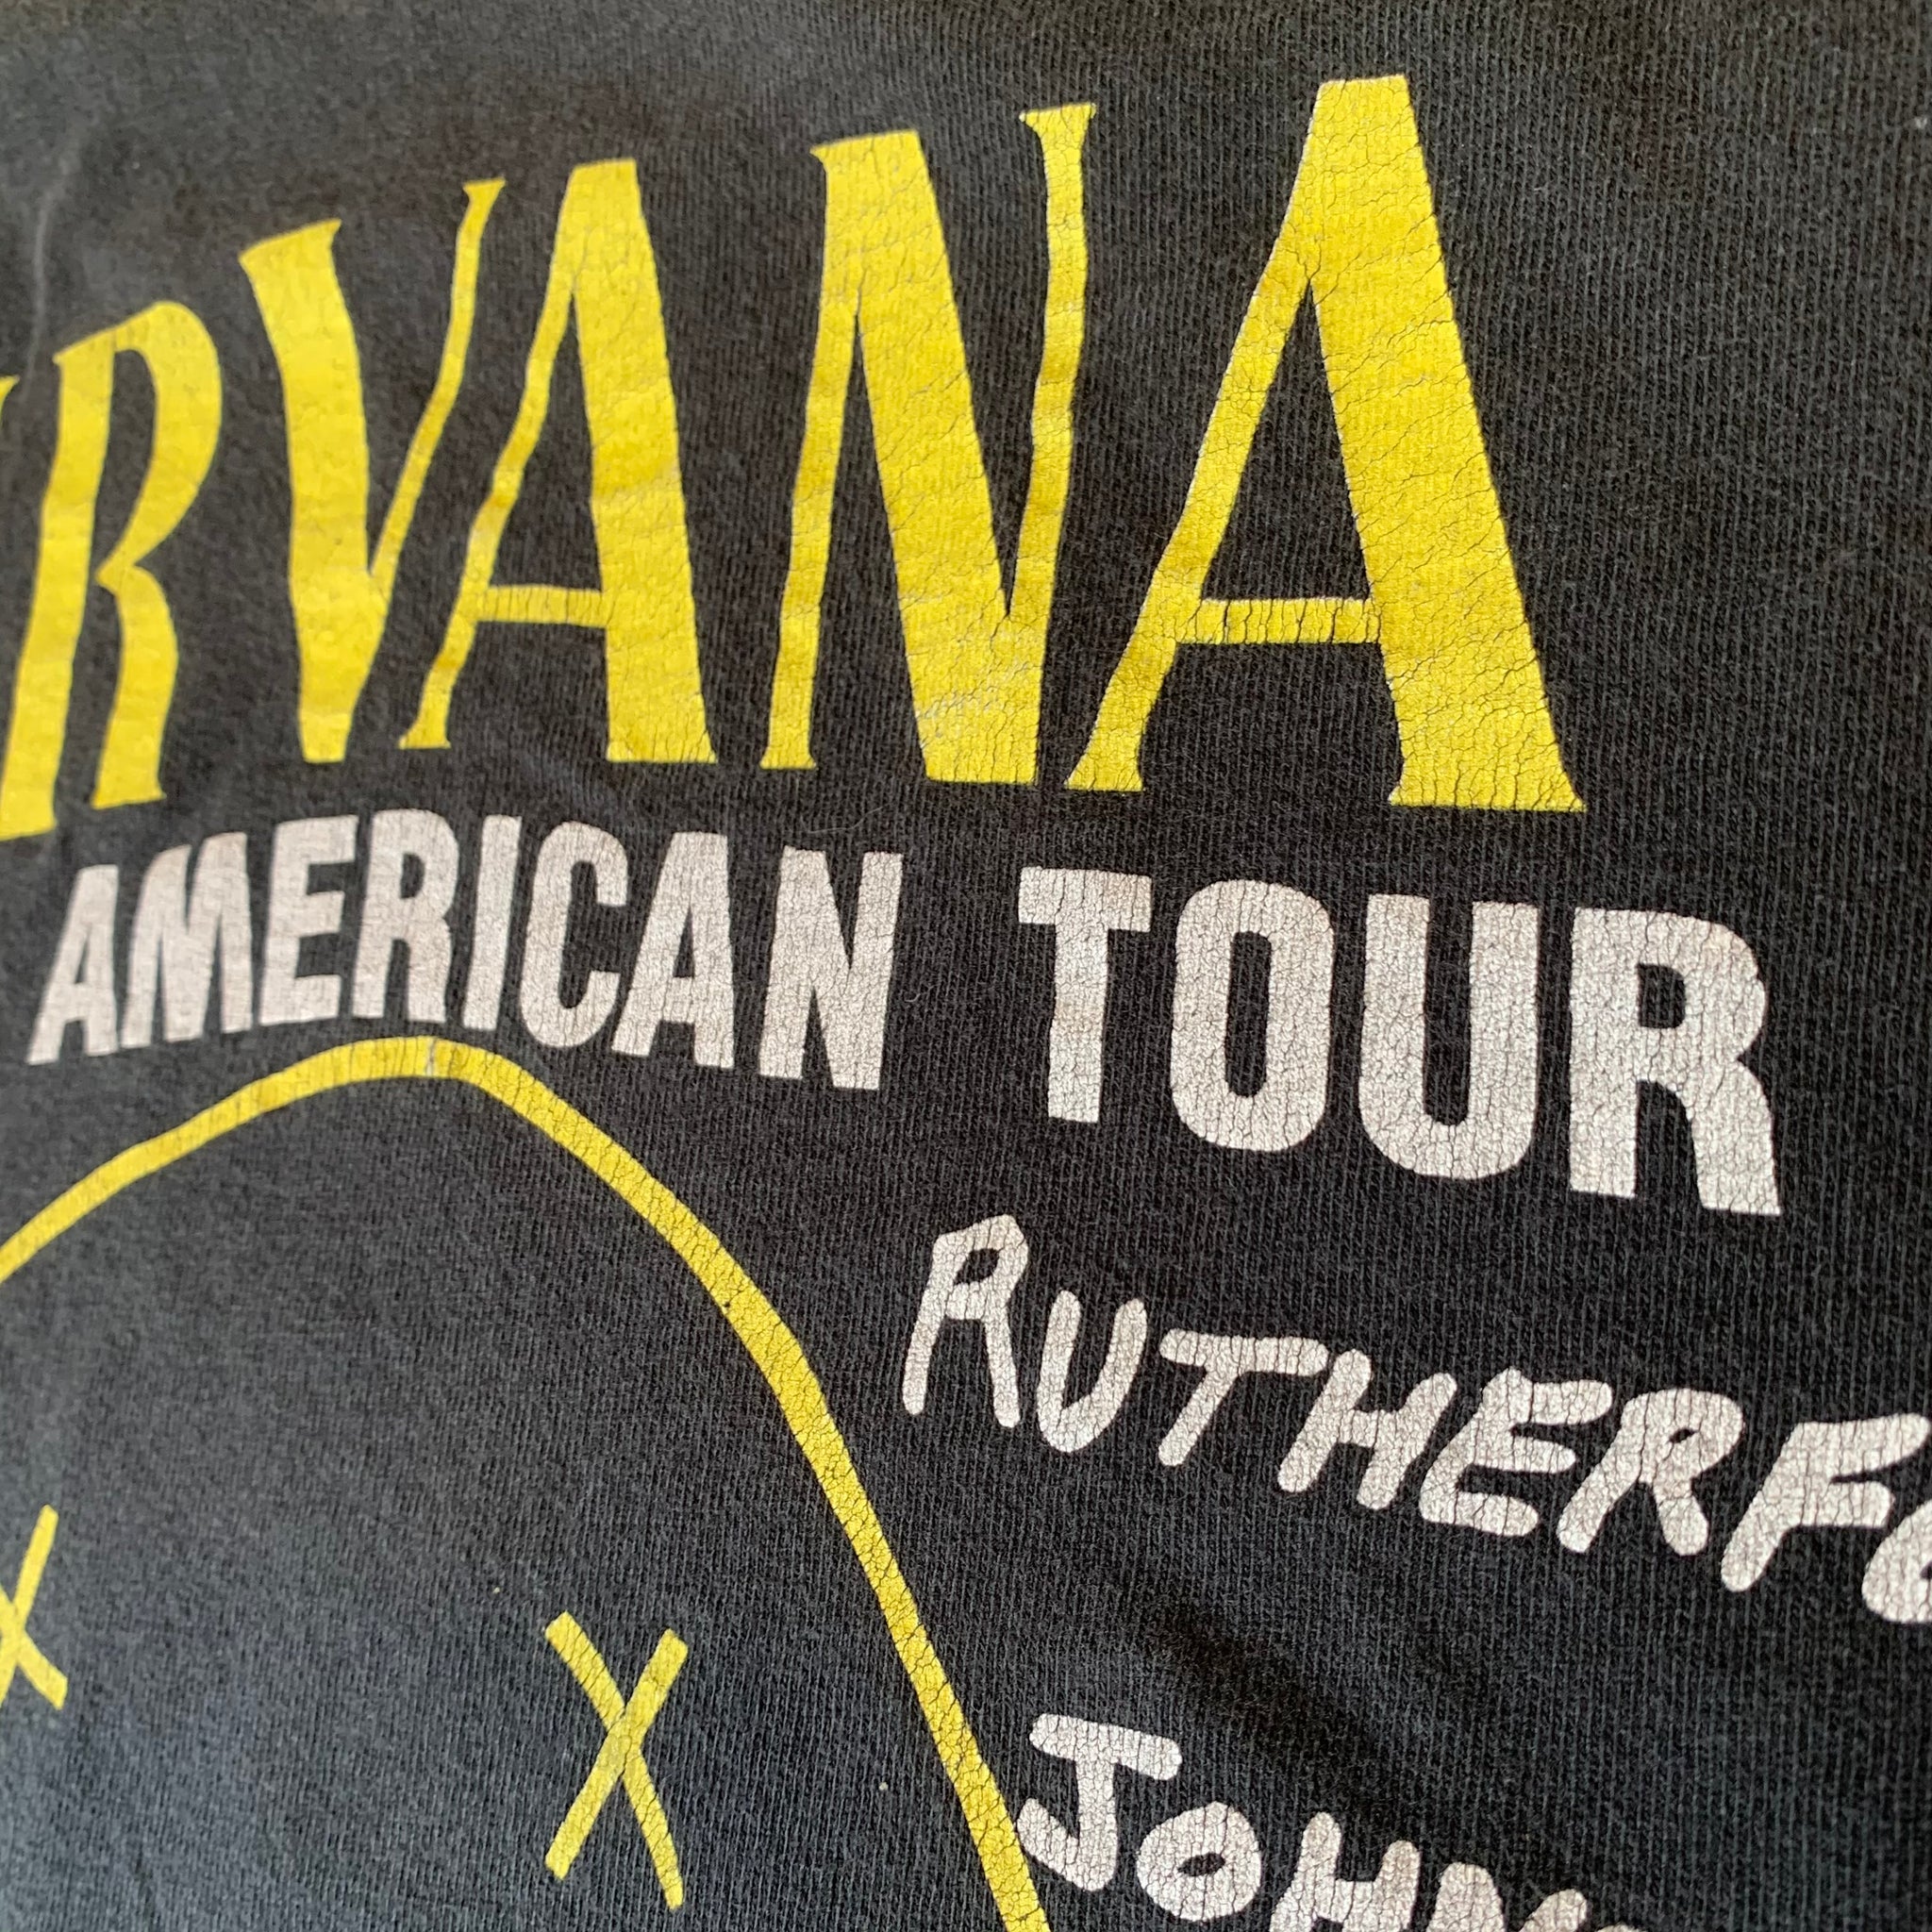 RVANA
AMERICAN TOUR
RUTHERF
JOHN